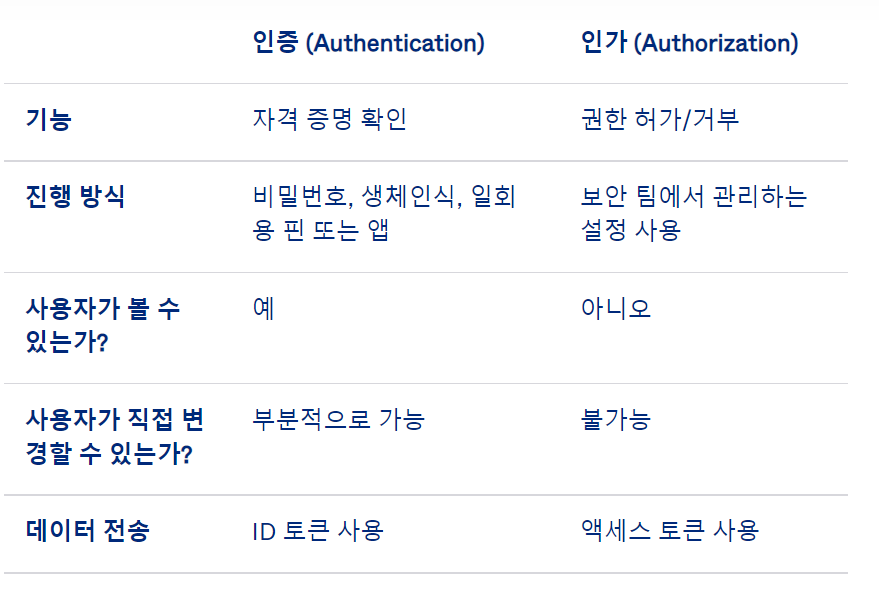 인증 (Authentication) 인가 (Authorization)
기능 자격 증명 확인 권한 허가/거부
진행 방식 비밀번호, 생체인식, 일회 보안 팀에서 관리하는
용 핀 또는 앱 설정 사용
사용자가 볼 수 예 아니오
있는가?
사용자가 직접 변 부분적으로 가능 불가능
경할 수 있는가?
데이터 전송 ID 토큰 사용 액세스 토큰 사용